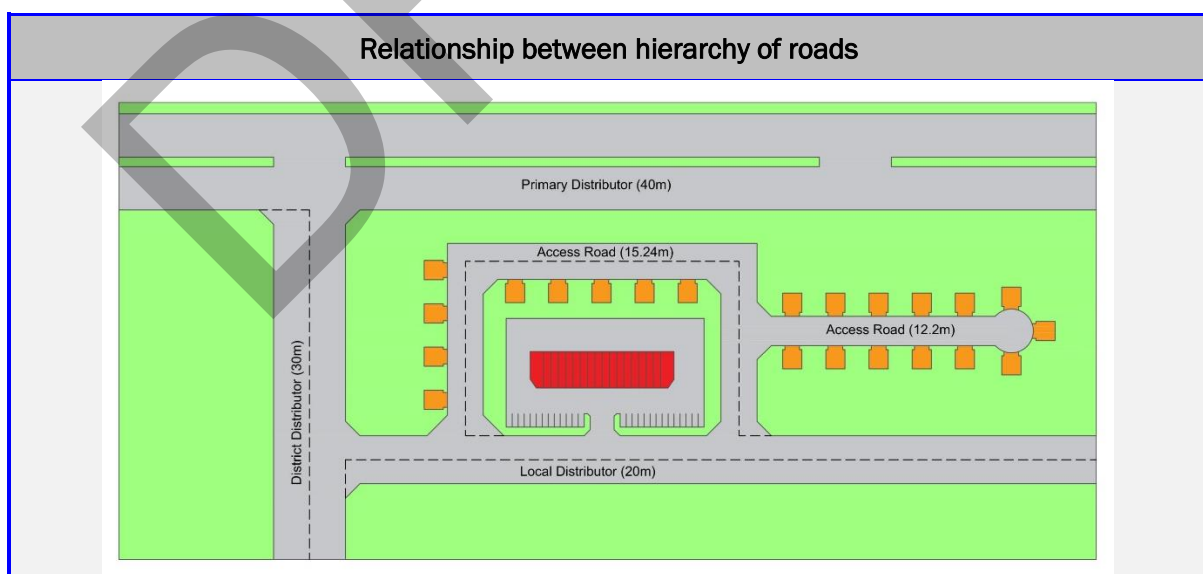 Relationship between hierarchy of roads
Primary Distributor (40m)
Access Road (15.24m)
Access Road (12.2m)
District Distributor (30m)
Local Distributor (20m)